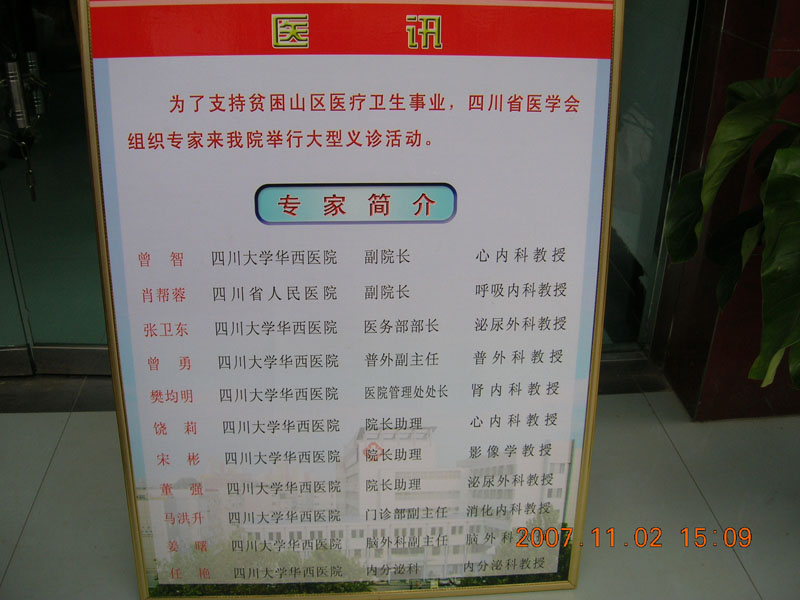 医 讯
为了支持贫困山区医疗卫生事业，四川省医学会
组织专家来我院举行大型义诊活动。
专家简介
曾 智 四川大学华西医院 副院长 心内科教授
肖帮蓉 四川省人民医院 副院长 呼吸内科教授
张卫东 四川大学华西医院 医务部部长 泌尿外科教授
曾 勇 四川大学华西医院 普外副主任 普外科教授
樊均明 四川大学华西医院 医院管理处处长 肾内科教授
饶 莉 四川大学华西医院 院长助理 心内科教授
宋 彬 四川大学华西医院 院长助理 影像学教授
董 强 四川大学华西医院 院长助理 泌尿外科教授
马洪升 四川大学华西医院 门诊部副主任 消化内科教授
姜 曙 四川大学华西医院 脑外科副主任 脑外科
任 艳 四川大学华西医院 内分泌科 内分泌科教授
2007.11.02 15:09